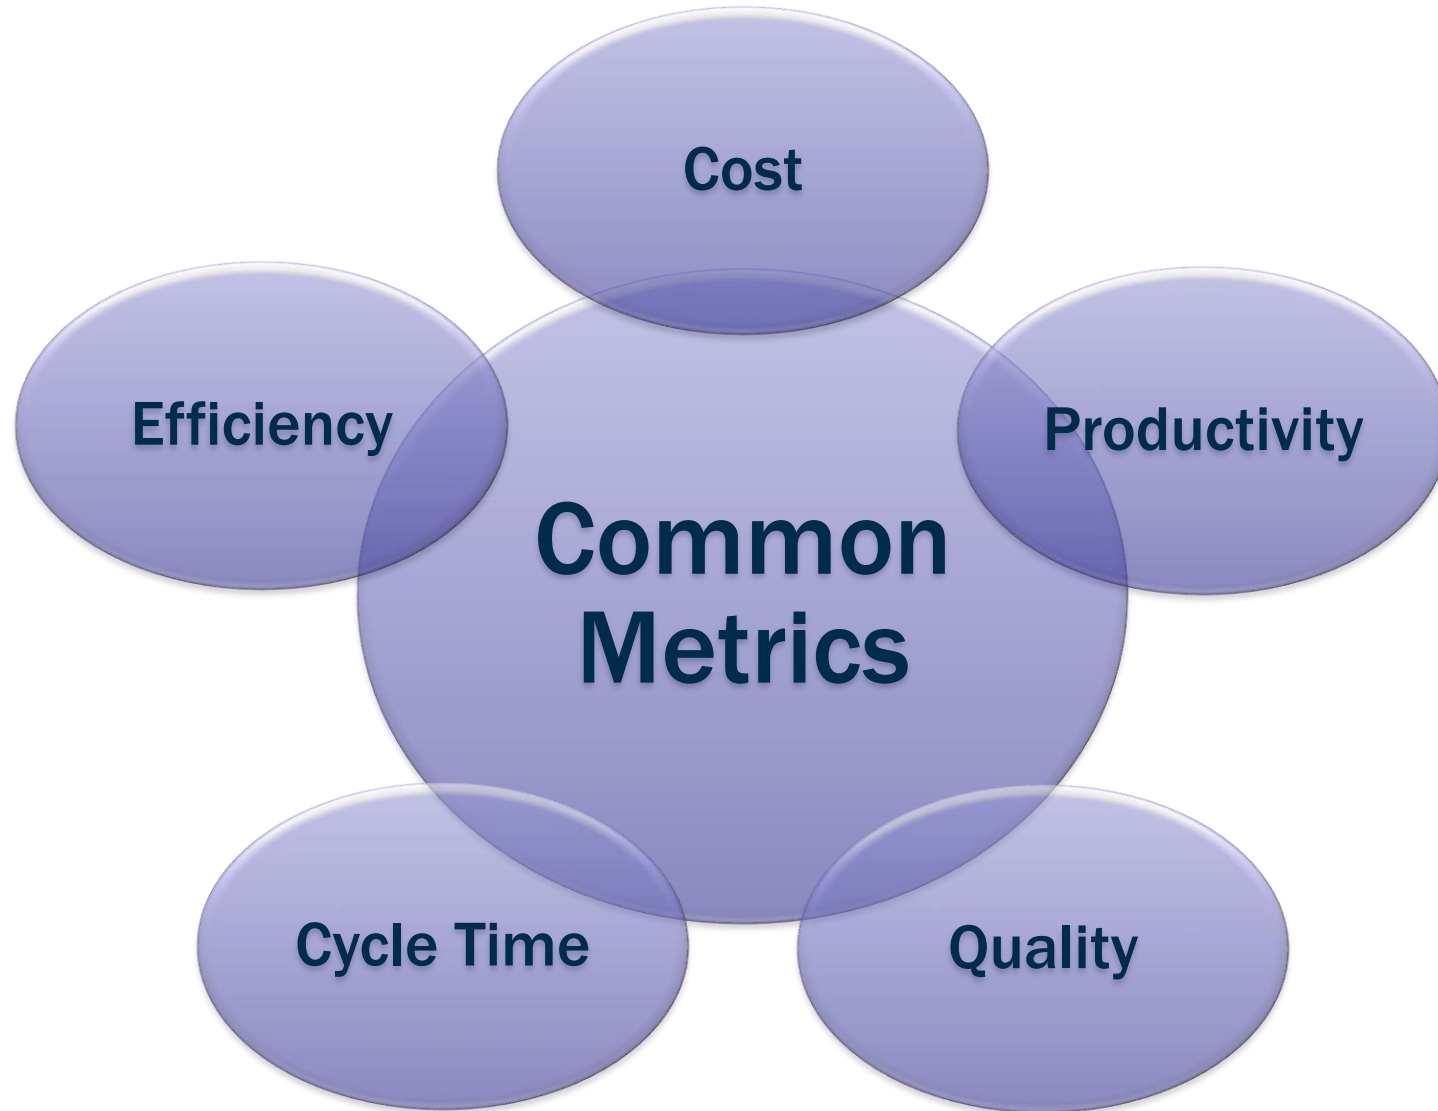 Cost
Efficiency
Productivity
Common
Metrics
Cycle Time
Quality